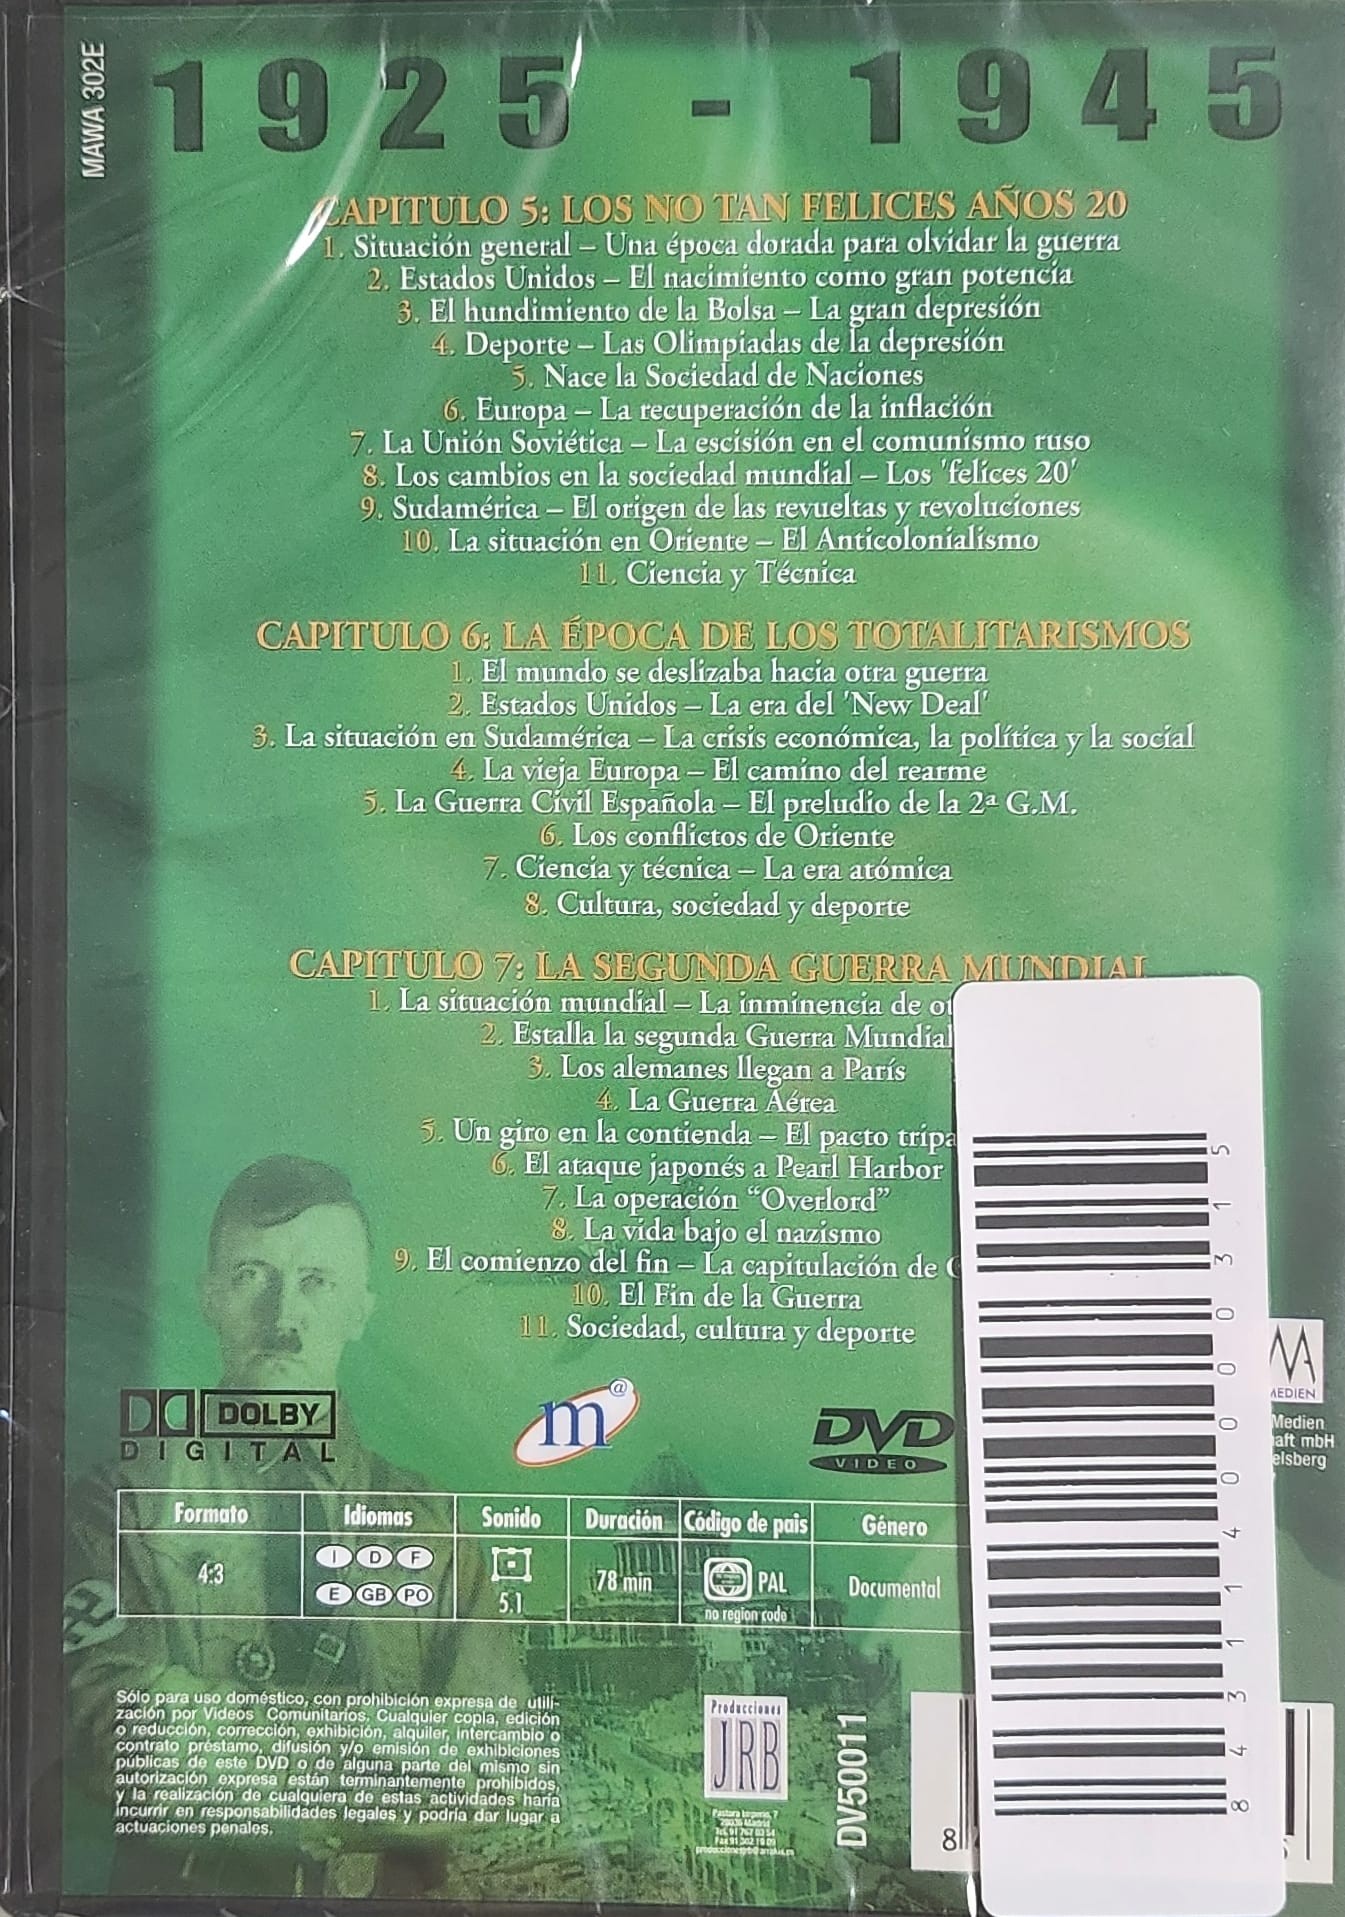 MAWA 302E
1925 - 1945
CAPITULO 5: LOS NO TAN FELICES AÑOS 20
1. Situación general – Una época dorada para olvidar la guerra
2. Estados Unidos – El nacimiento como gran potencia
3. El hundimiento de la Bolsa – La gran depresión
4. Deporte – Las Olimpiadas de la depresión
5. Nace la Sociedad de Naciones
6. Europa – La recuperación de la inflación
7. La Unión Soviética – La escisión en el comunismo ruso
8. Los cambios en la sociedad mundial – Los 'felices 20'
9. Sudamérica – El origen de las revueltas y revoluciones
10. La situación en Oriente – El Anticolonialismo
11. Ciencia y Técnica
CAPITULO 6: LA ÉPOCA DE LOS TOTALITARISMOS
1. El mundo se deslizaba hacia otra guerra
2. Estados Unidos – La era del 'New Deal'
3. La situación en Sudamérica – La crisis económica, la política y la social
4. La vieja Europa – El camino del rearme
5. La Guerra Civil Española – El preludio de la 2ª G.M.
6. Los conflictos de Oriente
7. Ciencia y técnica – La era atómica
8. Cultura, sociedad y deporte
CAPITULO 7: LA SEGUNDA GUERRA MUNDIAL
1. La situación mundial – La inminencia de
2. Estalla la segunda Guerra Mundial
3. Los alemanes llegan a París
4. La Guerra Aérea
5. Un giro en la contienda – El pacto
6. El ataque japonés a Pearl Harbor
7. La operación “Overlord”
8. La vida bajo el nazismo
9. El comienzo del fin – La capitulación de
10. El Fin de la Guerra
11. Sociedad, cultura y deporte
DOLBY
DIGITAL
m@
DVD
VIDEO
MEDIEN
Medien
mbH
Formato Idiomas Sonido Duración Código de pais Género
4:3 I D F E GB PO 5.1 78 min PAL no region code Documental
Sólo para uso doméstico, con prohibición expresa de utili-
zación por Videos Comunitarios. Cualquier copia, edición
o reducción, corrección, exhibición, alquiler, intercambio o
contrato préstamo, difusión y/o emisión de exhibiciones
públicas de este DVD o de alguna parte del mismo sin
autorización expresa están terminantemente prohibidos,
y la realización de cualquiera de estas actividades haría
incurrir en responsabilidades legales y podría dar lugar a
actuaciones penales.
Producciones
JRB
28036 Madrid
DV50011
8
8431314000315